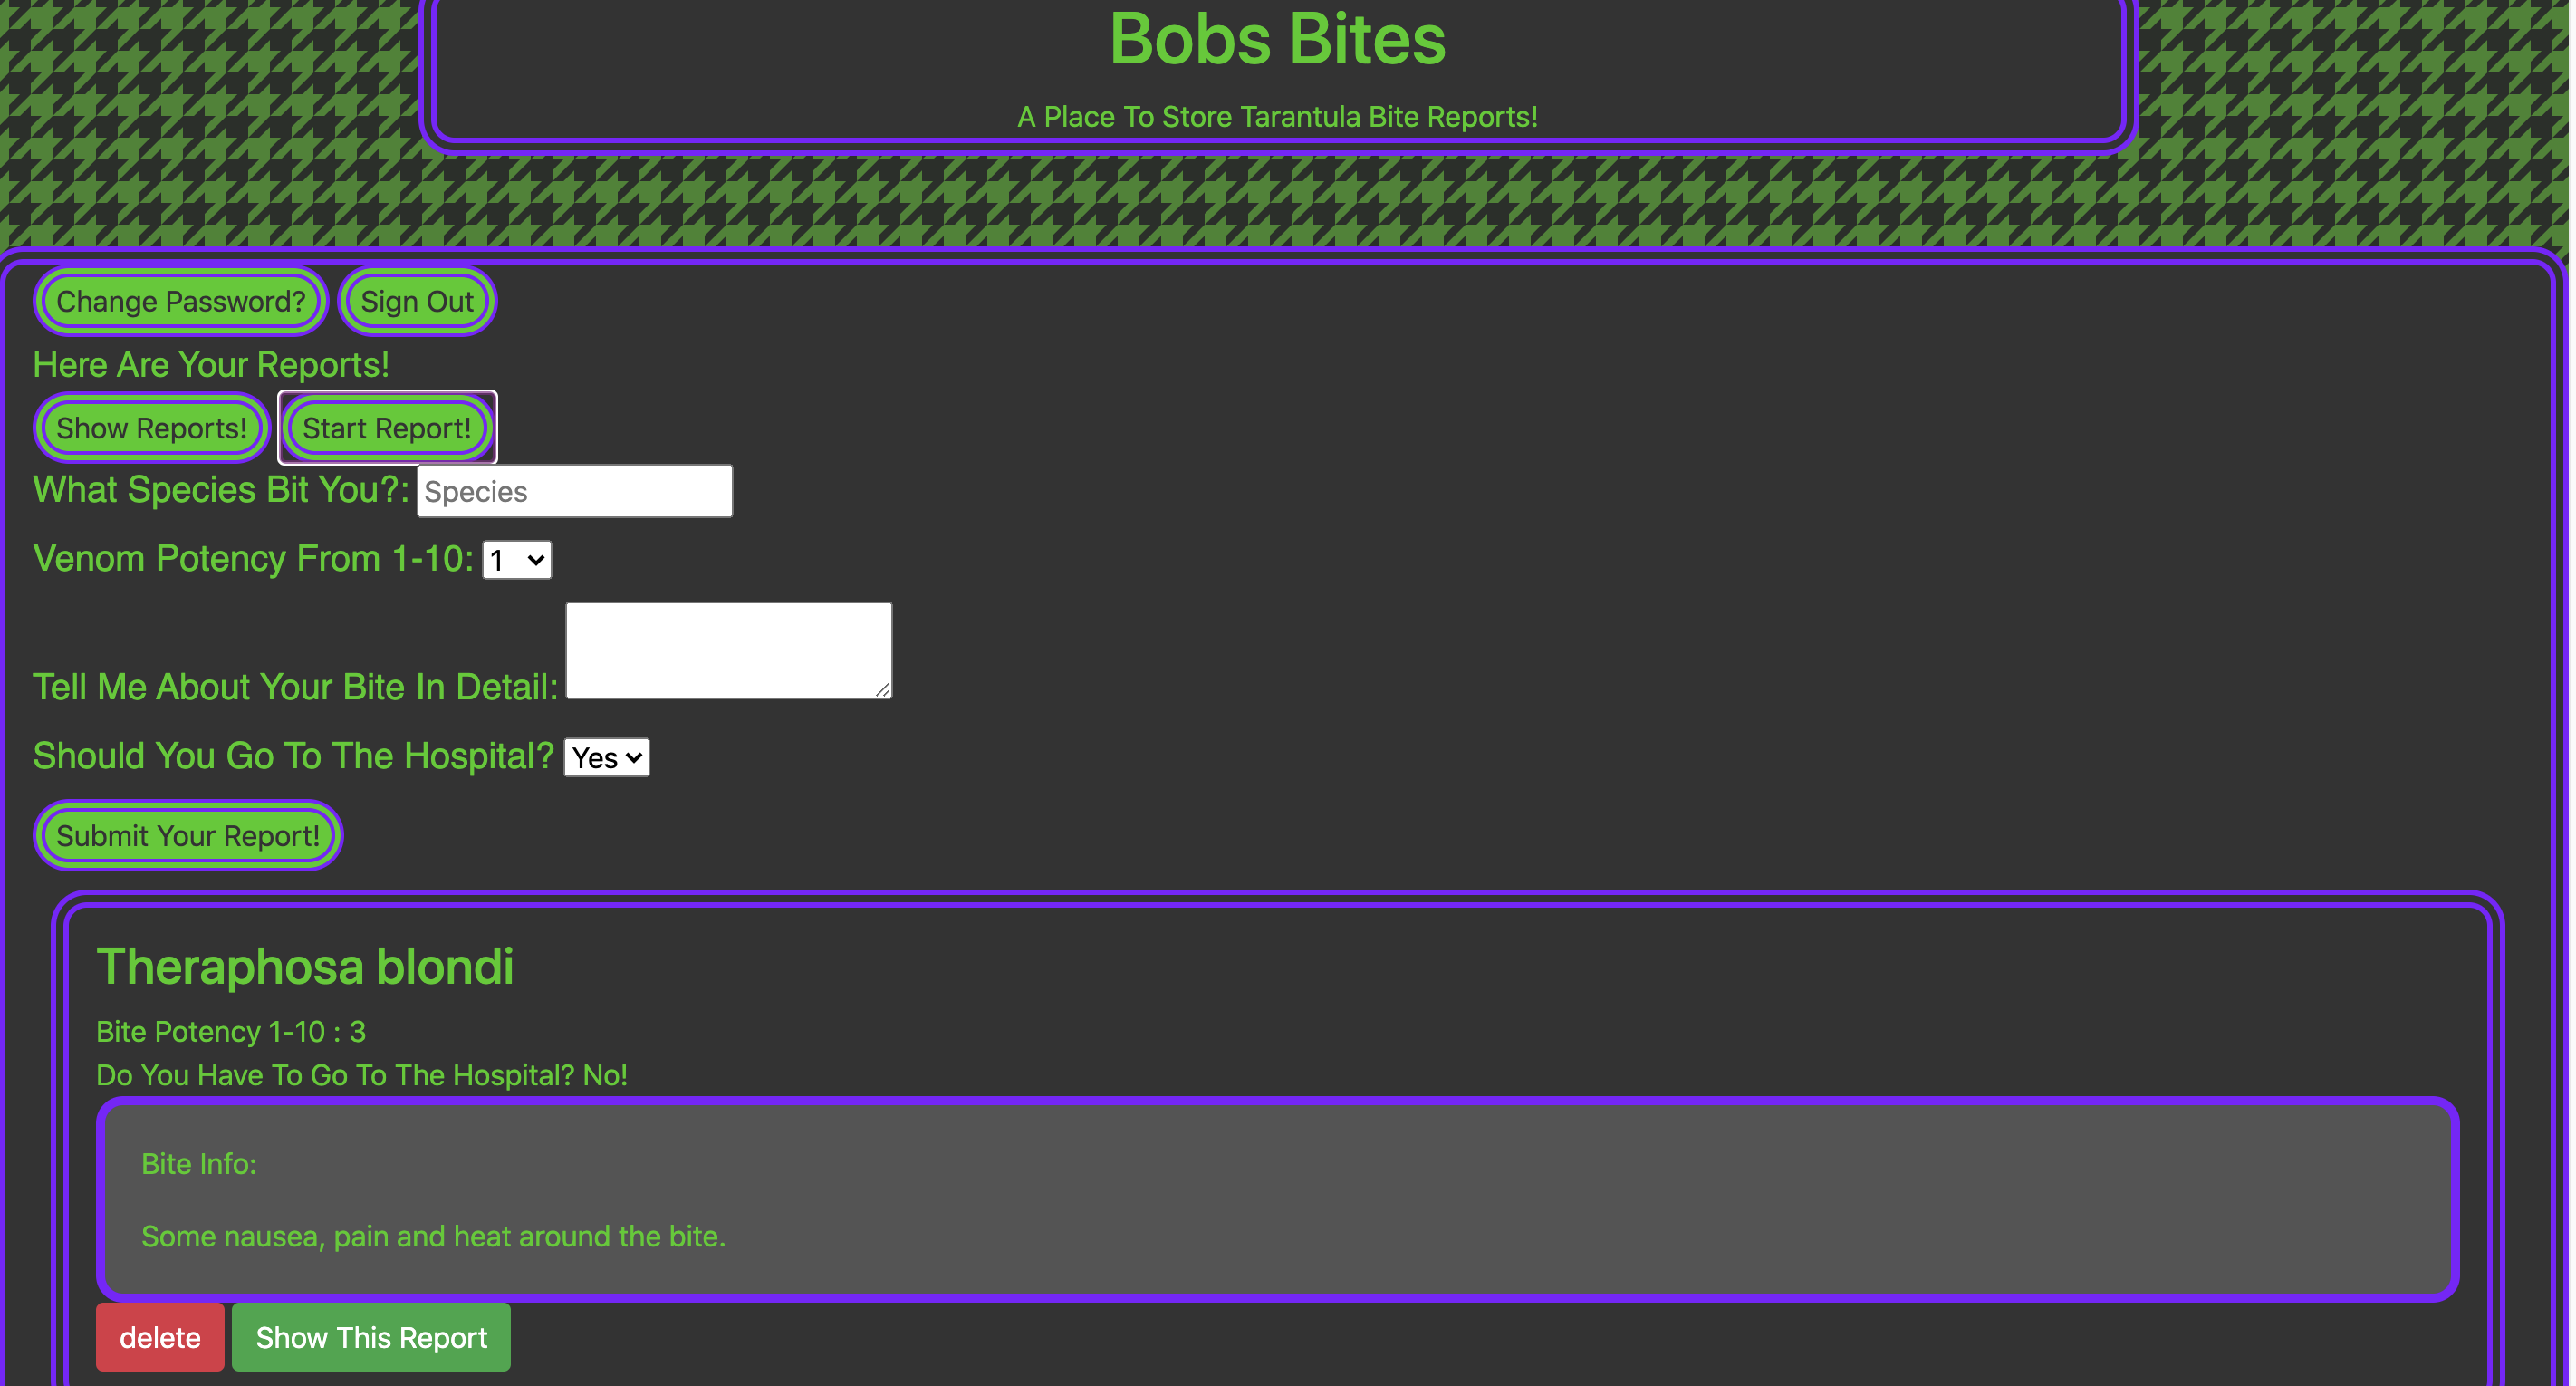 Bobs Bites
A Place To Store Tarantula Bite Reports!
Change Password? Sign Out
Here Are Your Reports!
Show Reports! Start Report!
What Species Bit You?: Species
Venom Potency From 1-10: 1
Tell Me About Your Bite In Detail:
Should You Go To The Hospital? Yes
Submit Your Report!
Theraphosa blondi
Bite Potency 1-10 : 3
Do You Have To Go To The Hospital? No!
Bite Info:
Some nausea, pain and heat around the bite.
delete Show This Report